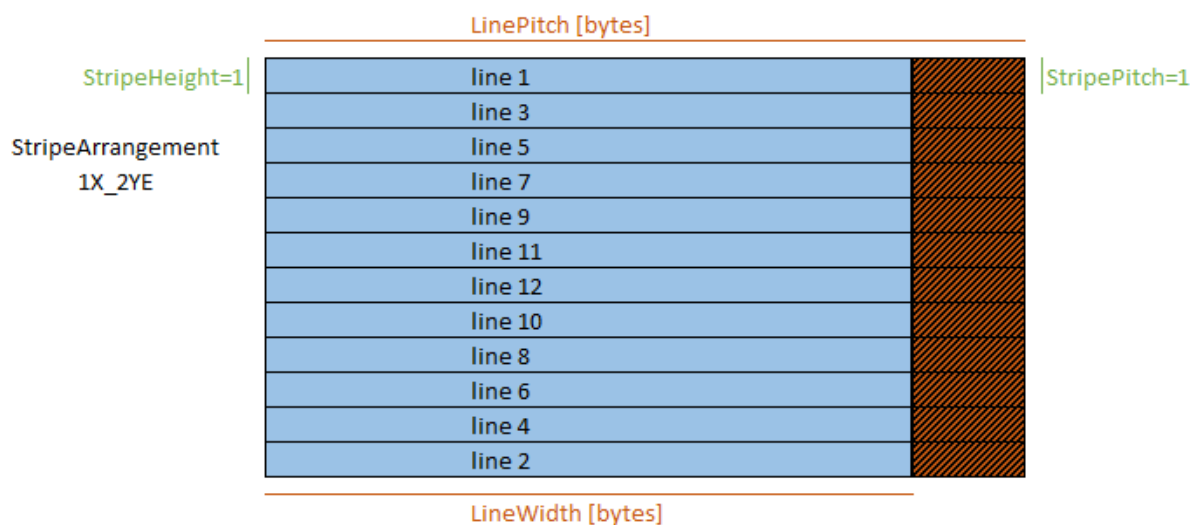 LinePitch [bytes]
StripeHeight=1
line 1
StripePitch=1
line 3
StripeArrangement
1X_2YE
line 5
line 7
line 9
line 11
line 12
line 10
line 8
line 6
line 4
line 2
LineWidth [bytes]